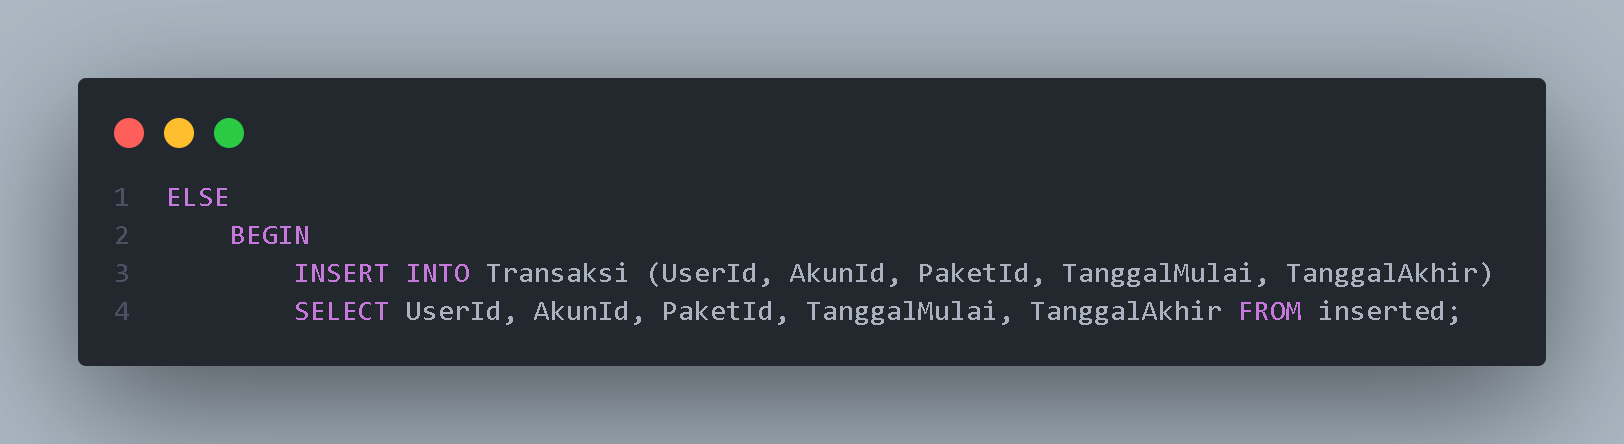 1 ELSE
2 BEGIN
3 INSERT INTO Transaksi (UserId, AkunId, PaketId, TanggalMulai, TanggalAkhir)
4 SELECT UserId, AkunId, PaketId, TanggalMulai, TanggalAkhir FROM inserted;